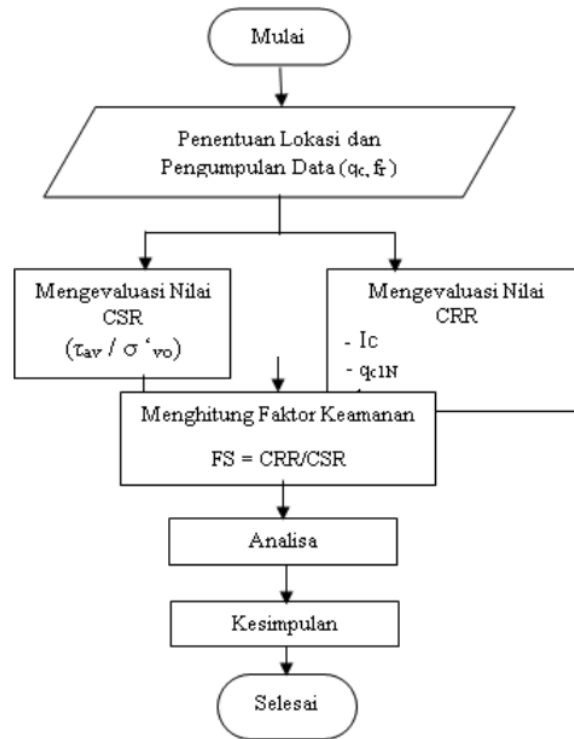 Mulai
Penentuan Lokasi dan
Pengumpulan Data (qc, fr)
Mengevaluasi Nilai
CSR
(τav / σ ‘vo)
Mengevaluasi Nilai
CRR
- Ic
- qc1N
Menghitung Faktor Keamanan
FS = CRR/CSR
Analisa
Kesimpulan
Selesai